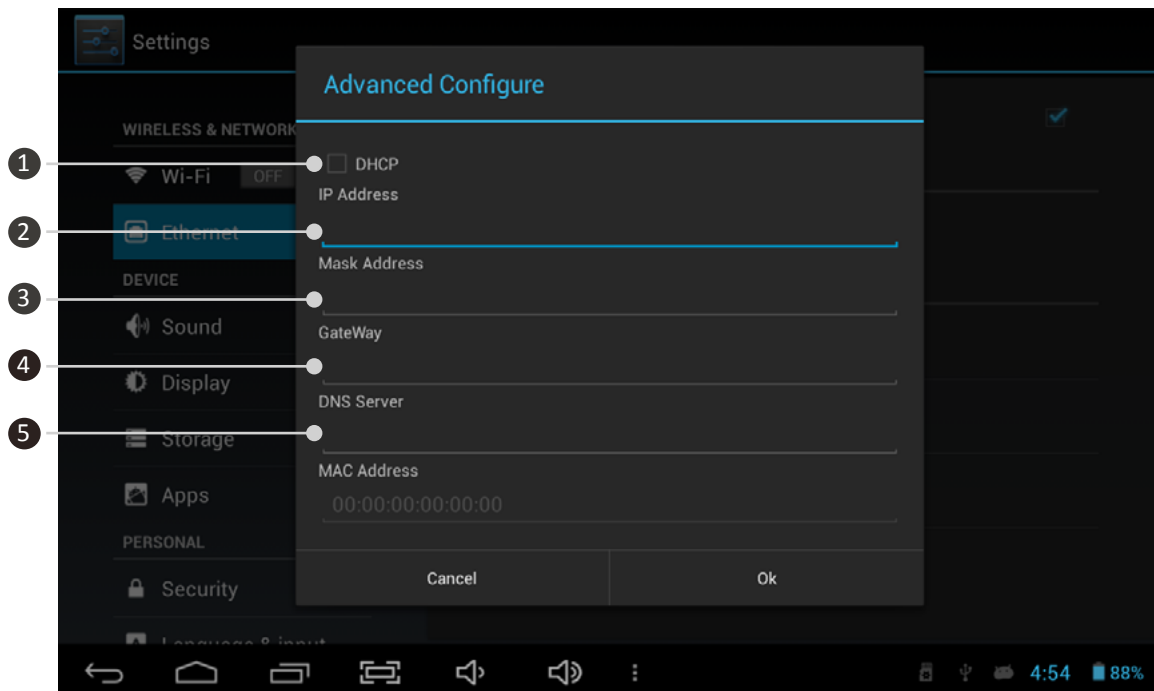 Settings
Advanced Configure
WIRELESS & NETWORK
1
DHCP
Wi-Fi OFF
IP Address
2
Ethernet
Mask Address
DEVICE
3
Sound
GateWay
4
Display
DNS Server
5
Storage
MAC Address
Apps
00:00:00:00:00:00
PERSONAL
Cancel Ok
Security
Language & input
4:54 88%